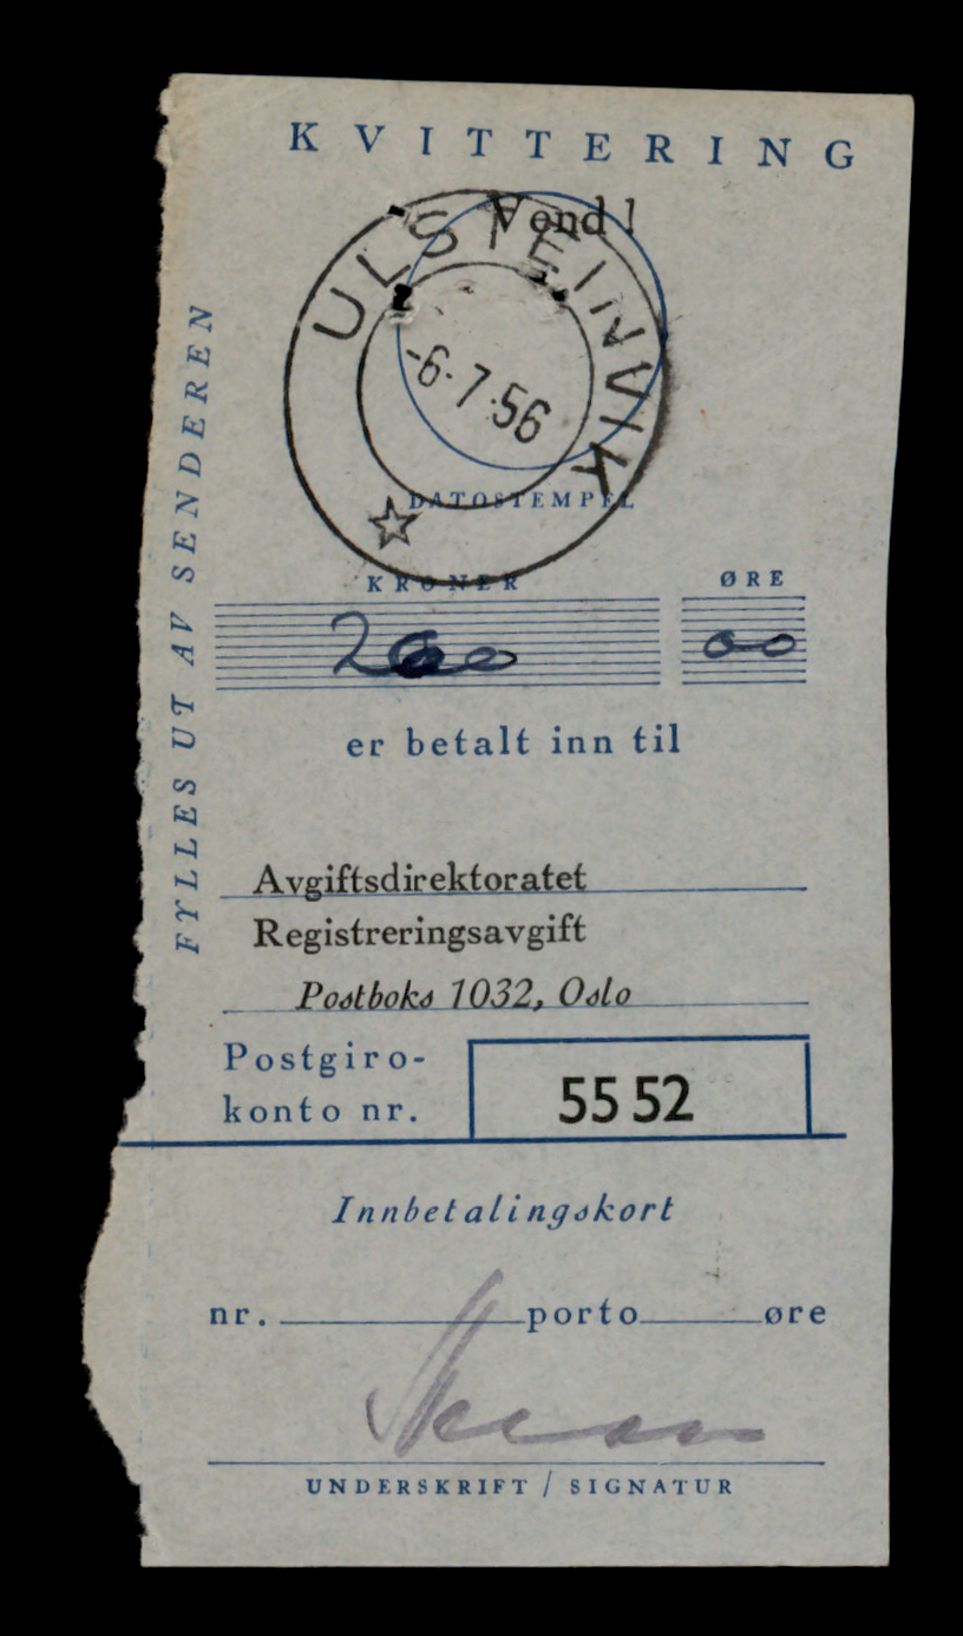 KVITTERING
Vend!
ULSTEINVIK
-6.7.56
DATOSTEMPEL
KRONER ØRE
200 00
er betalt inn til
Avgiftsdirektoratet
Registreringsavgift
Postboks 1032, Oslo
Postgiro-
konto nr. 5552
Innbetalingskort
nr. porto øre
UNDERSKRIFT / SIGNATUR
FYLLES UT AV SENDEREN